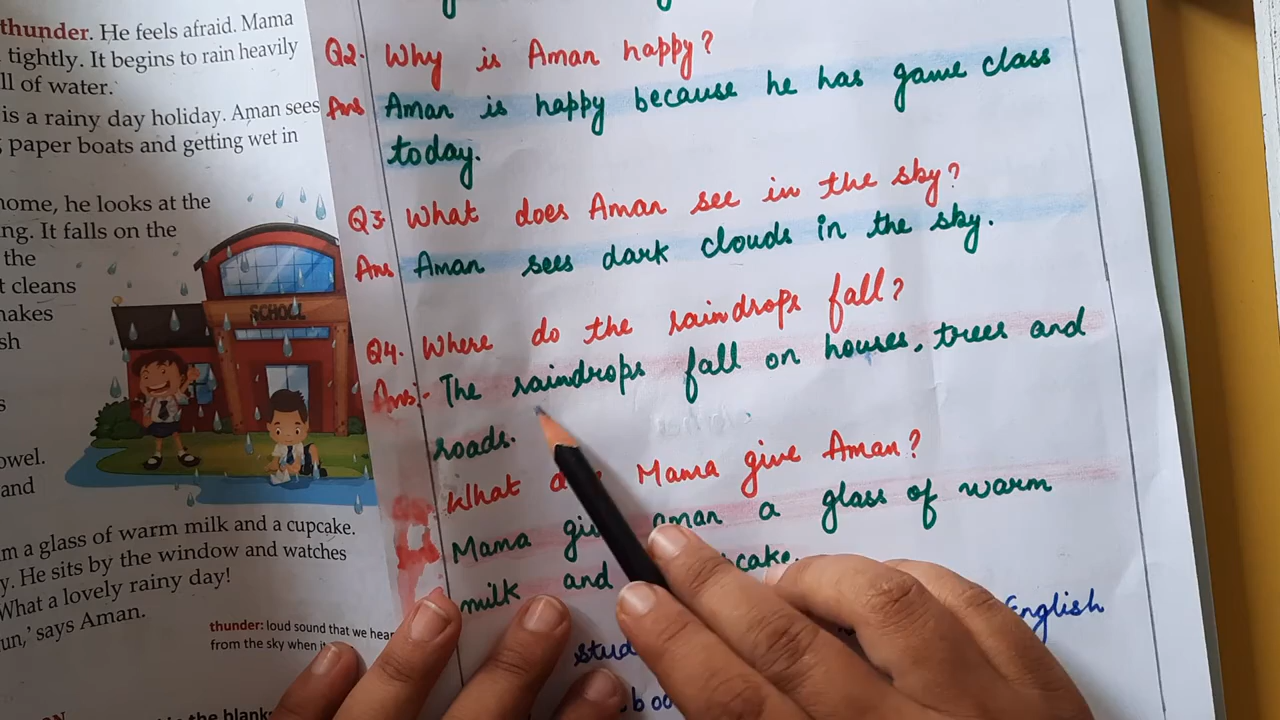 thunder. He feels afraid. Mama
tightly. It begins to rain heavily
ll of water.
is a rainy day holiday. Aman sees
paper boats and getting wet in
home, he looks at the
ng. It falls on the
the
t cleans
makes
sh
s
owel.
and
m a glass of warm milk and a cupcake.
y. He sits by the window and watches
What a lovely rainy day!
un,' says Aman.
thunder: loud sound that we hear
from the sky when it
the blank
SCHOLL
Q2. Why is Aman happy?
Ans Aman is happy because he has game class
today.
Q3. What does Aman see in the sky?
Ans Aman sees dark clouds in the sky.
Q4. Where do the raindrops fall?
Ans:- The raindrops fall on houses, trees and
roads.
What Mama give Aman?
Mama Aman a glass of warm
milk and cake.
English